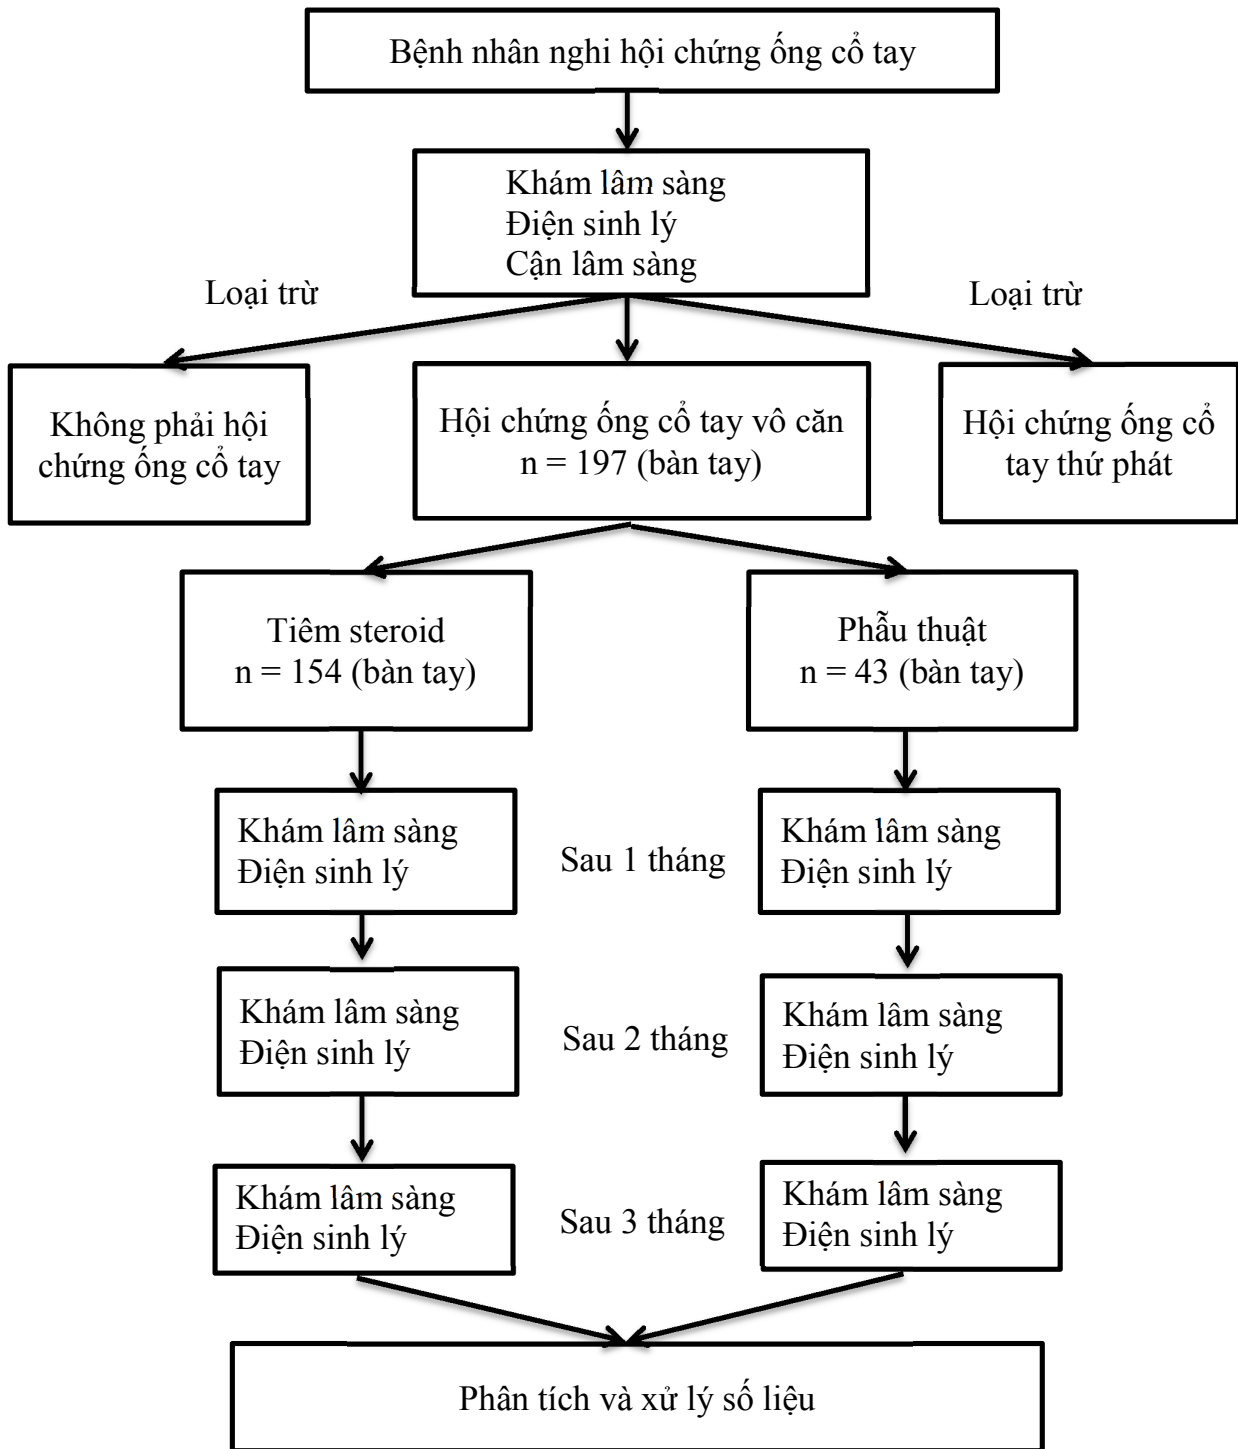 Bệnh nhân nghi hội chứng ống cổ tay
Khám lâm sàng
Điện sinh lý
Cận lâm sàng
Loại trừ
Loại trừ
Không phải hội
chứng ống cổ tay
Hội chứng ống cổ tay vô căn
n = 197 (bàn tay)
Hội chứng ống cổ
tay thứ phát
Tiêm steroid
n = 154 (bàn tay)
Phẫu thuật
n = 43 (bàn tay)
Khám lâm sàng
Điện sinh lý
Sau 1 tháng
Khám lâm sàng
Điện sinh lý
Khám lâm sàng
Điện sinh lý
Sau 2 tháng
Khám lâm sàng
Điện sinh lý
Khám lâm sàng
Điện sinh lý
Sau 3 tháng
Khám lâm sàng
Điện sinh lý
Phân tích và xử lý số liệu